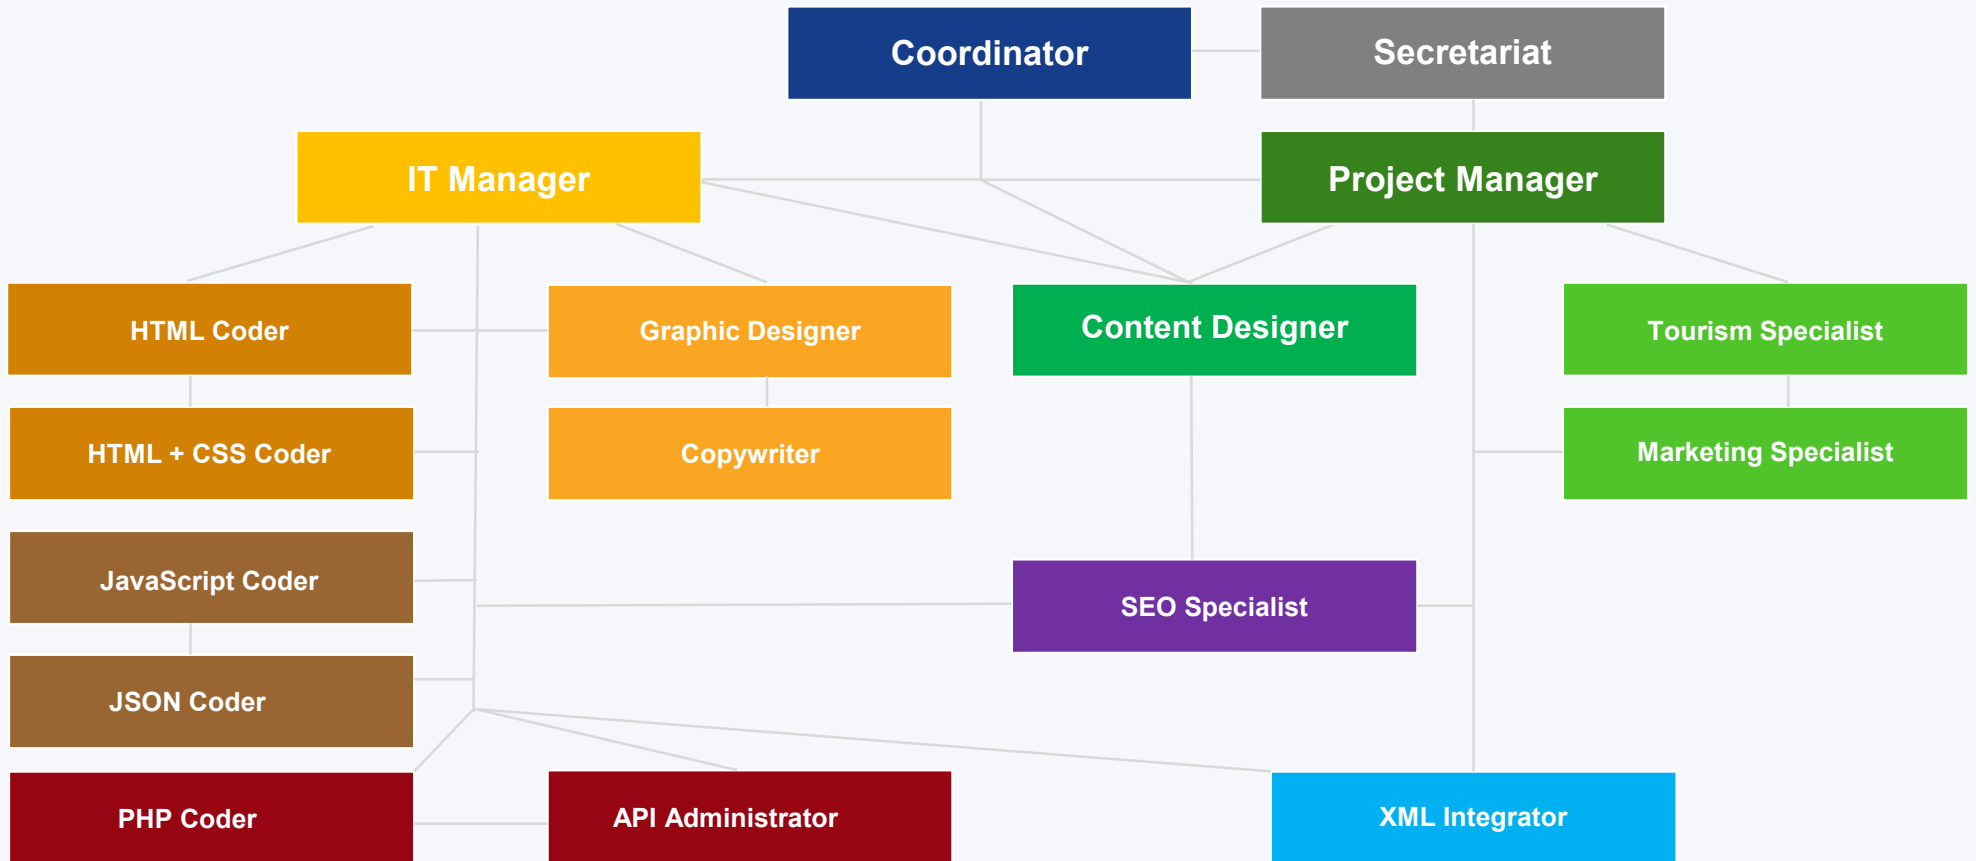 Coordinator
Secretariat
IT Manager
Project Manager
HTML Coder
Graphic Designer
Content Designer
Tourism Specialist
HTML + CSS Coder
Copywriter
Marketing Specialist
JavaScript Coder
SEO Specialist
JSON Coder
PHP Coder
API Administrator
XML Integrator